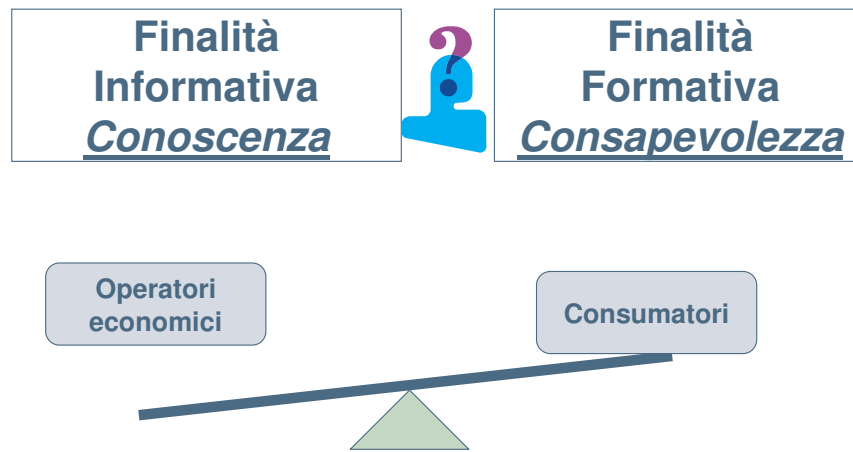 Finalità
Informativa
Conoscenza
?
Finalità
Formativa
Consapevolezza
Operatori
economici
Consumatori